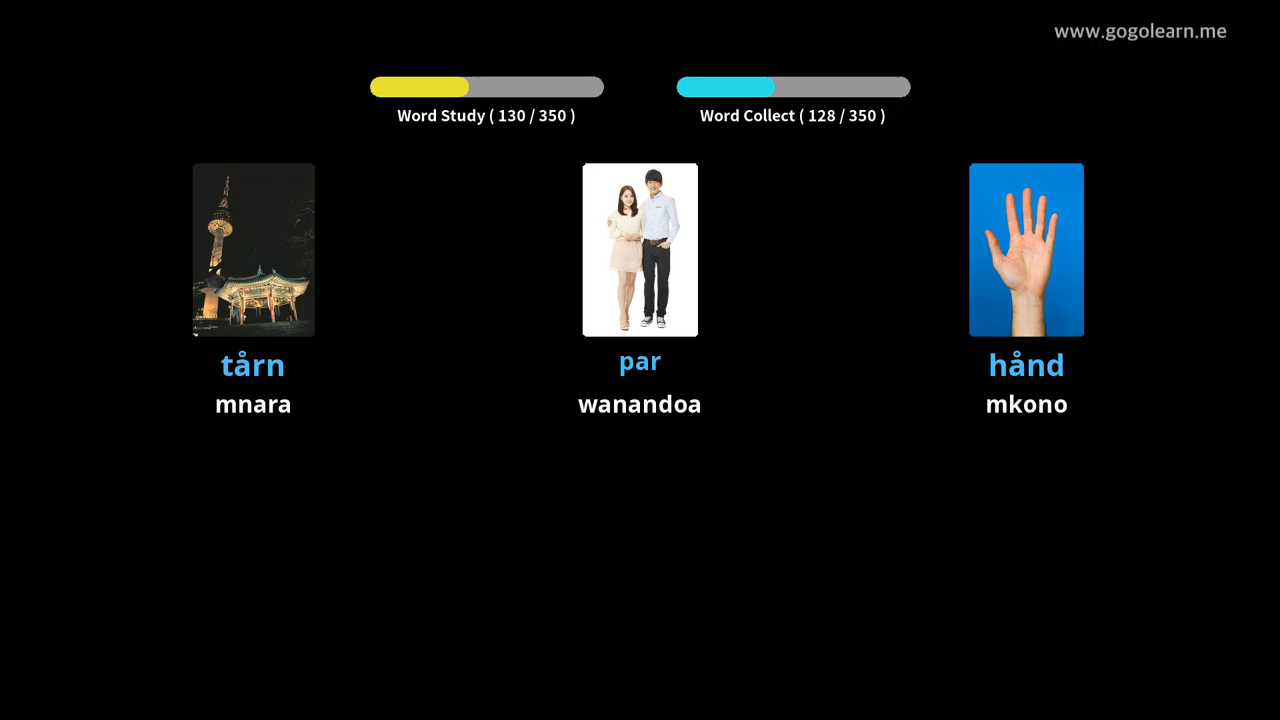 www.gogolearn.me
Word Study ( 130 / 350 )
Word Collect ( 128 / 350 )
tårn
par
hånd
mnara
wanandoa
mkono